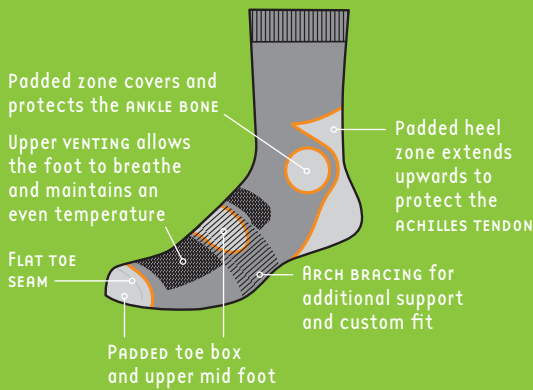 Padded zone covers and
protects the ANKLE BONE
Upper VENTING allows
the foot to breathe
and maintains an
even temperature
FLAT TOE
SEAM
PADDED toe box
and upper mid foot
Padded heel
zone extends
upwards to
protect the
ACHILLES TENDON
ARCH BRACING for
additional support
and custom fit